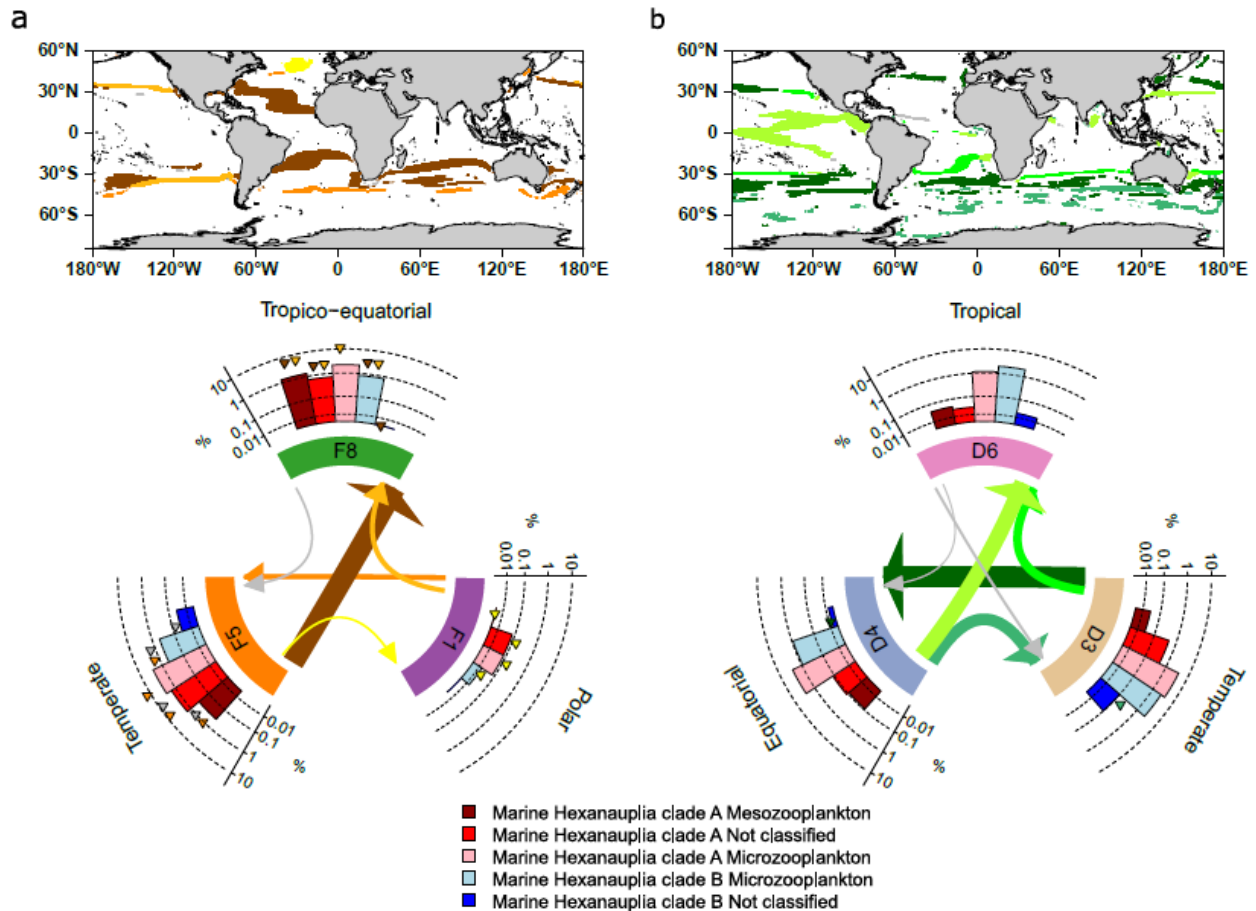 a
b
60°N
30°N
0
30°S
60°S
180°W 120°W 60°W 0 60°E 120°E 180°E
60°N
30°N
0
30°S
60°S
180°W 120°W 60°W 0 60°E 120°E 180°E
Tropico−equatorial
Tropical
10
1
0.1
0.01
%
F8
10
1
0.1
0.01
%
D6
%
0.01
0.1
1
10
F1
Polar
F5
Temperate
0.01
0.1
1
10
%
%
0.01
0.1
1
10
D3
Temperate
D4
Equatorial
0.01
0.1
1
10
%
Marine Hexanauplia clade A Mesozooplankton
Marine Hexanauplia clade A Not classified
Marine Hexanauplia clade A Microzooplankton
Marine Hexanauplia clade B Microzooplankton
Marine Hexanauplia clade B Not classified